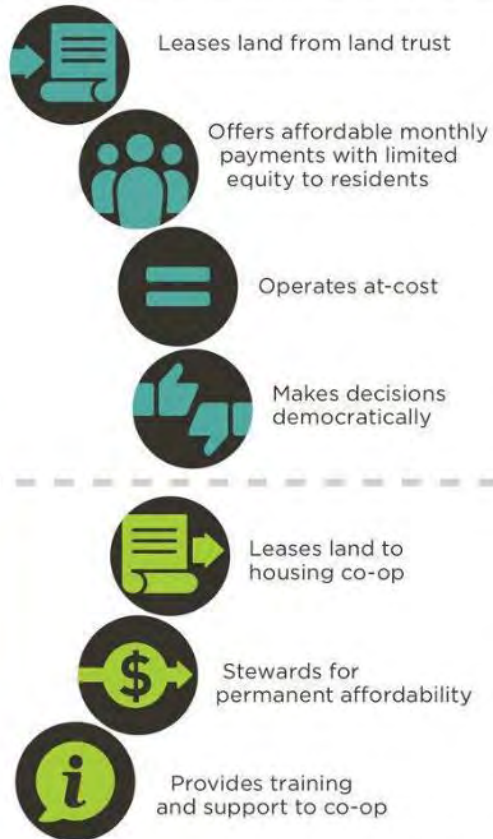 Leases land from land trust
Offers affordable monthly
payments with limited
equity to residents
Operates at-cost
Makes decisions
democratically
Leases land to
housing co-op
$
Stewards for
permanent affordability
i
Provides training
and support to co-op